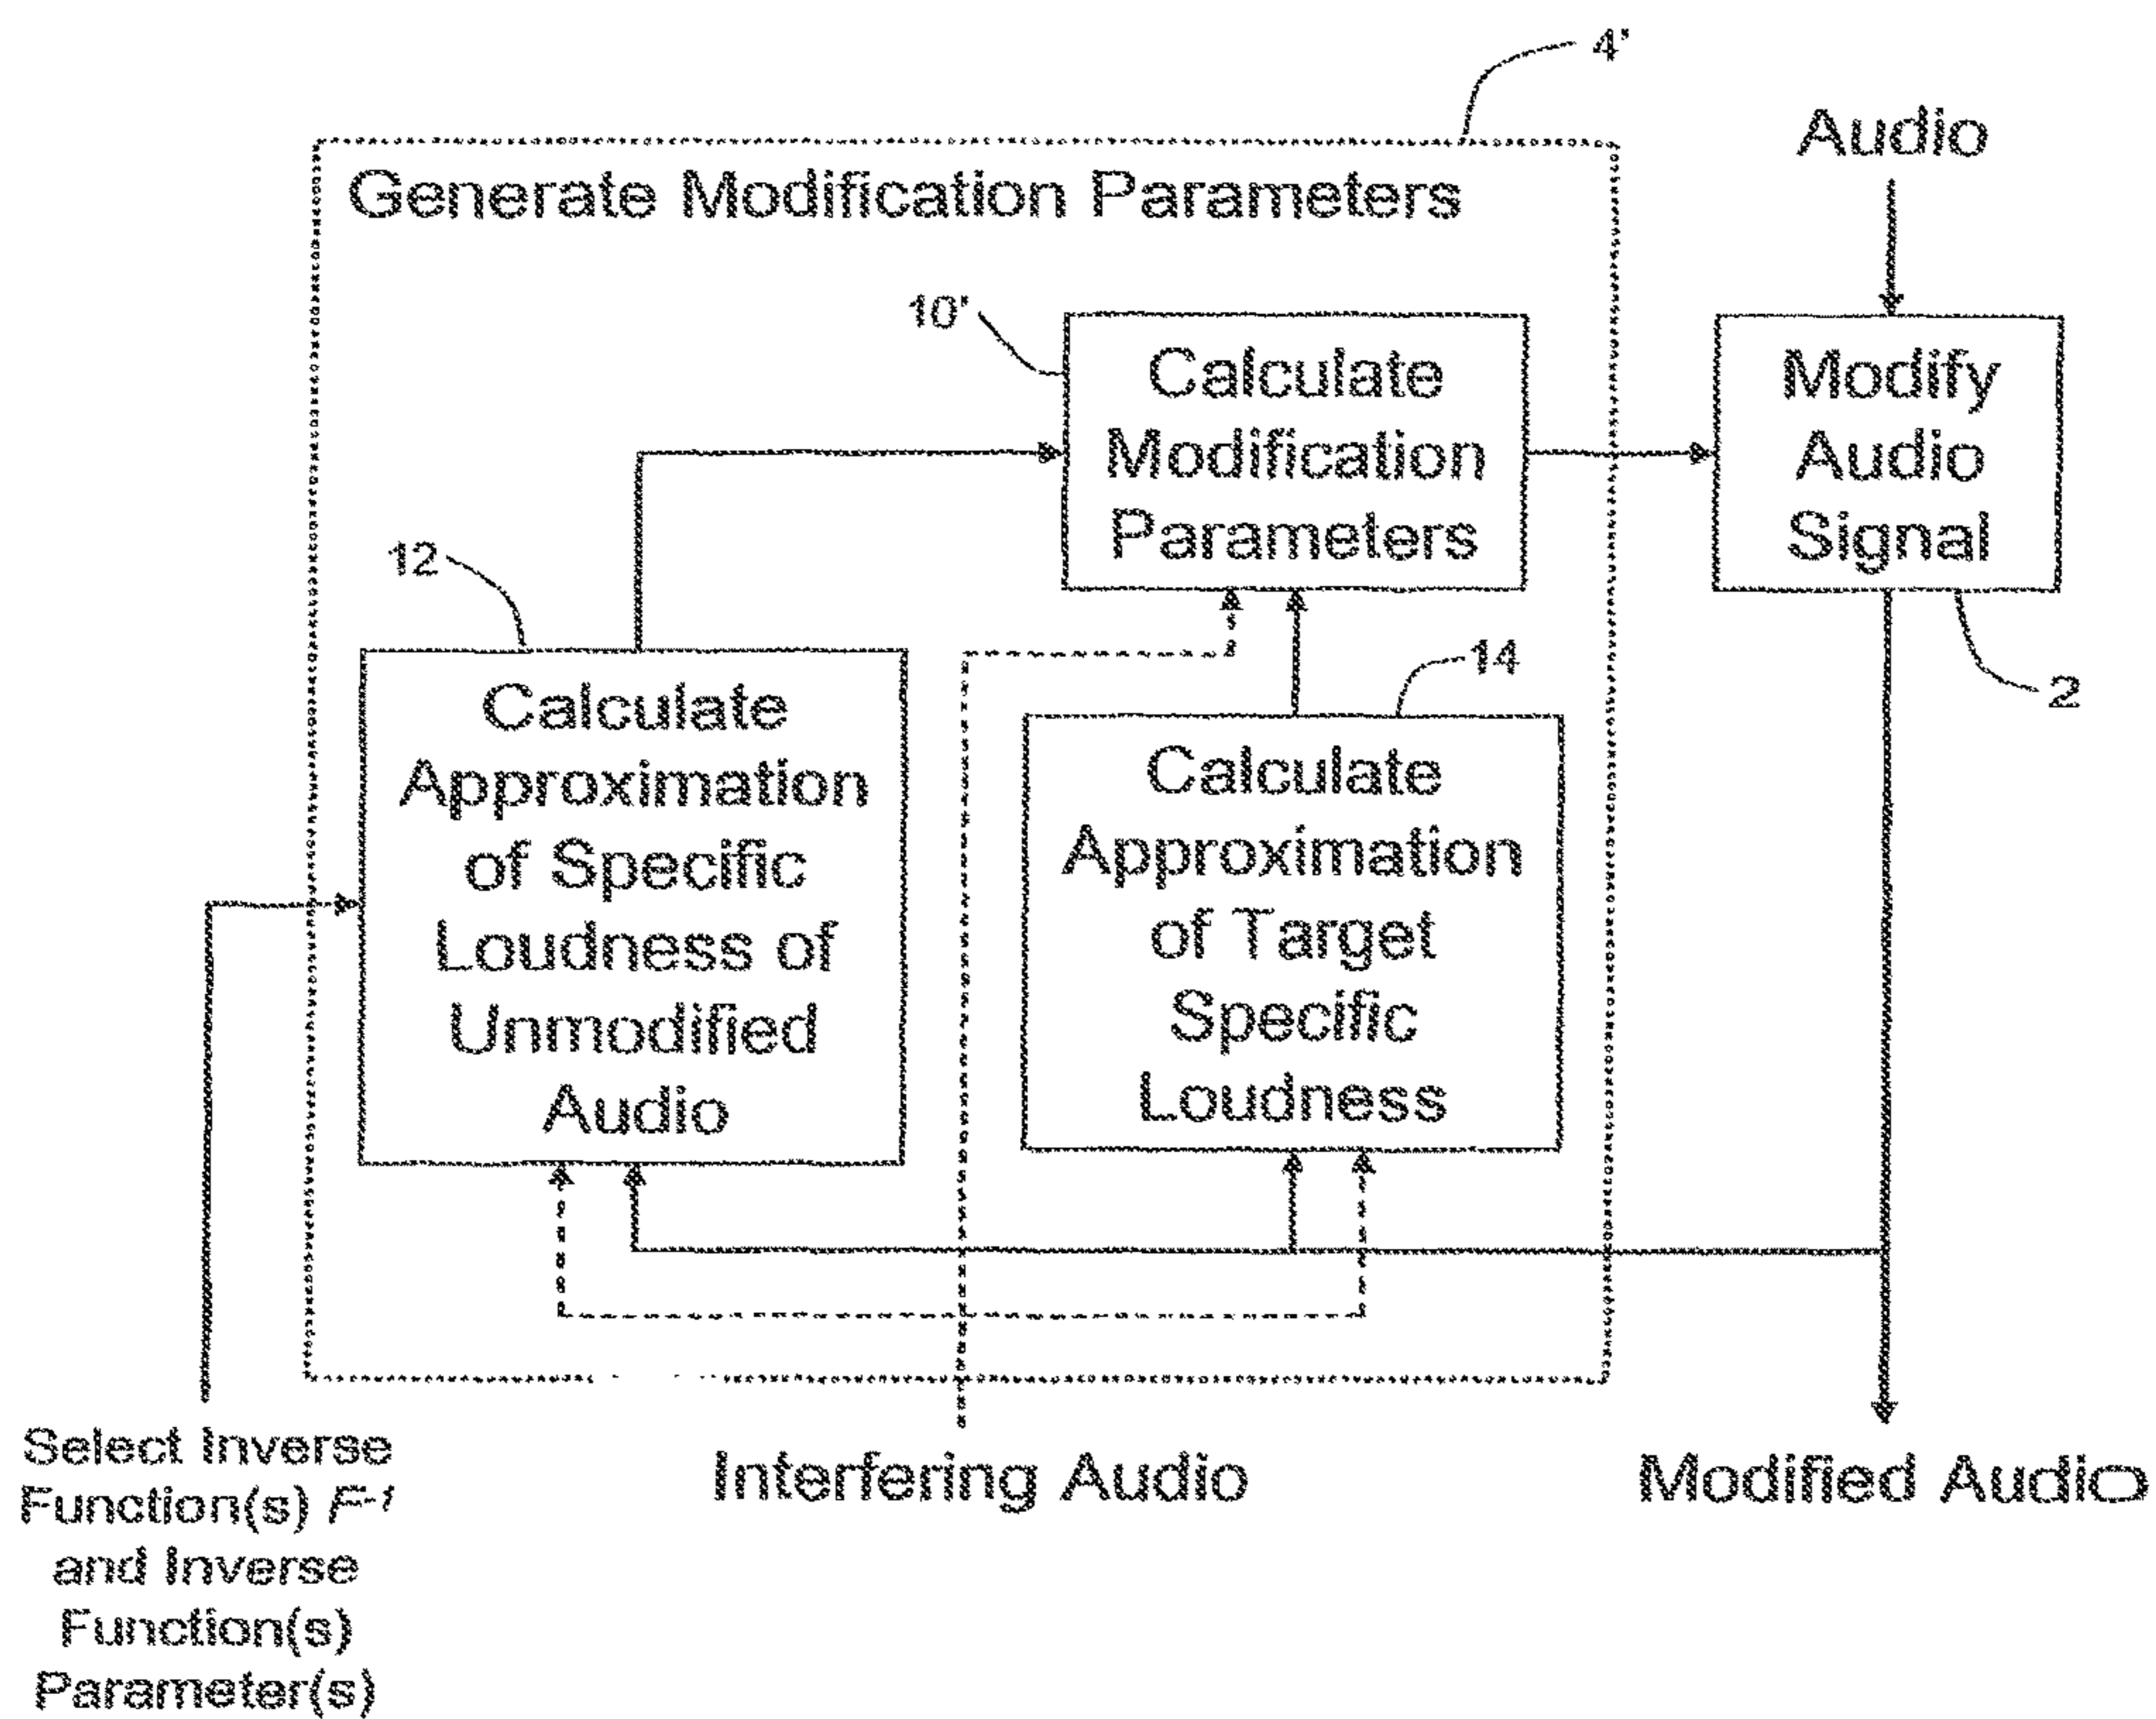 4'
Audio
Generate Modification Parameters
10'
Calculate
Modification
Parameters
Modify
Audio
Signal
12
14
2
Calculate
Approximation
of Specific
Loudness of
Unmodified
Audio
Calculate
Approximation
of Target
Specific
Loudness
Select Inverse
Function(s) F⁻¹
and Inverse
Function(s)
Parameter(s)
Interfering Audio
Modified Audio